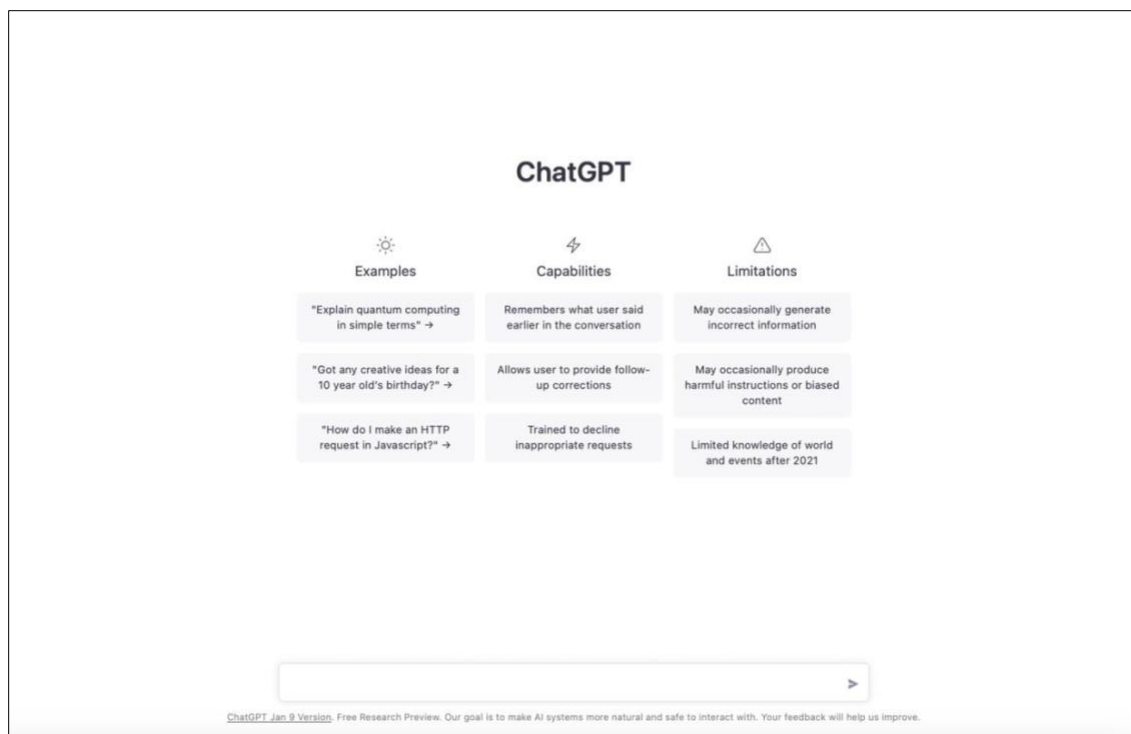 ChatGPT
Examples
"Explain quantum computing
in simple terms" →
"Got any creative ideas for a
10 year old's birthday?" →
"How do I make an HTTP
request in Javascript?" →
Capabilities
Remembers what user said
earlier in the conversation
Allows user to provide follow-
up corrections
Trained to decline
inappropriate requests
Limitations
May occasionally generate
incorrect information
May occasionally produce
harmful instructions or biased
content
Limited knowledge of world
and events after 2021
ChatGPT Jan 9 Version. Free Research Preview. Our goal is to make AI systems more natural and safe to interact with. Your feedback will help us improve.